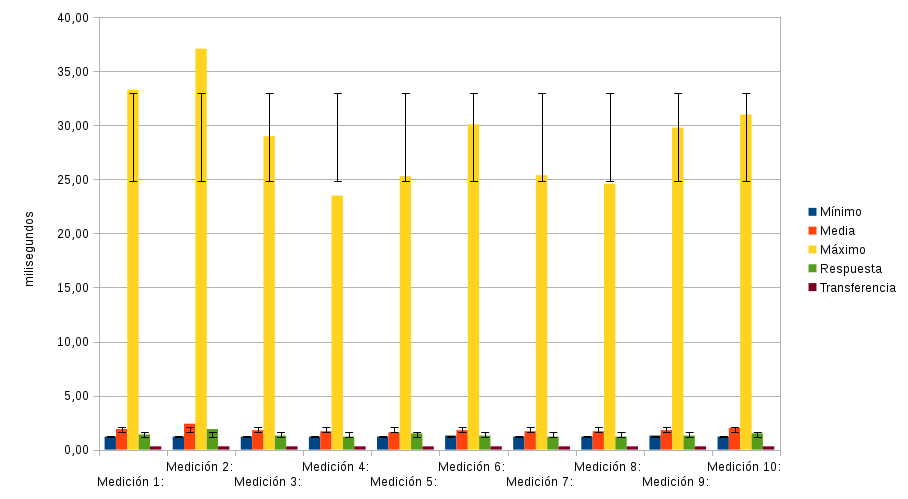 40,00
35,00
30,00
25,00
20,00
15,00
10,00
5,00
0,00
milisegundos
Medición 1:
Medición 2:
Medición 3:
Medición 4:
Medición 5:
Medición 6:
Medición 7:
Medición 8:
Medición 9:
Medición 10:
Mínimo
Media
Máximo
Respuesta
Transferencia